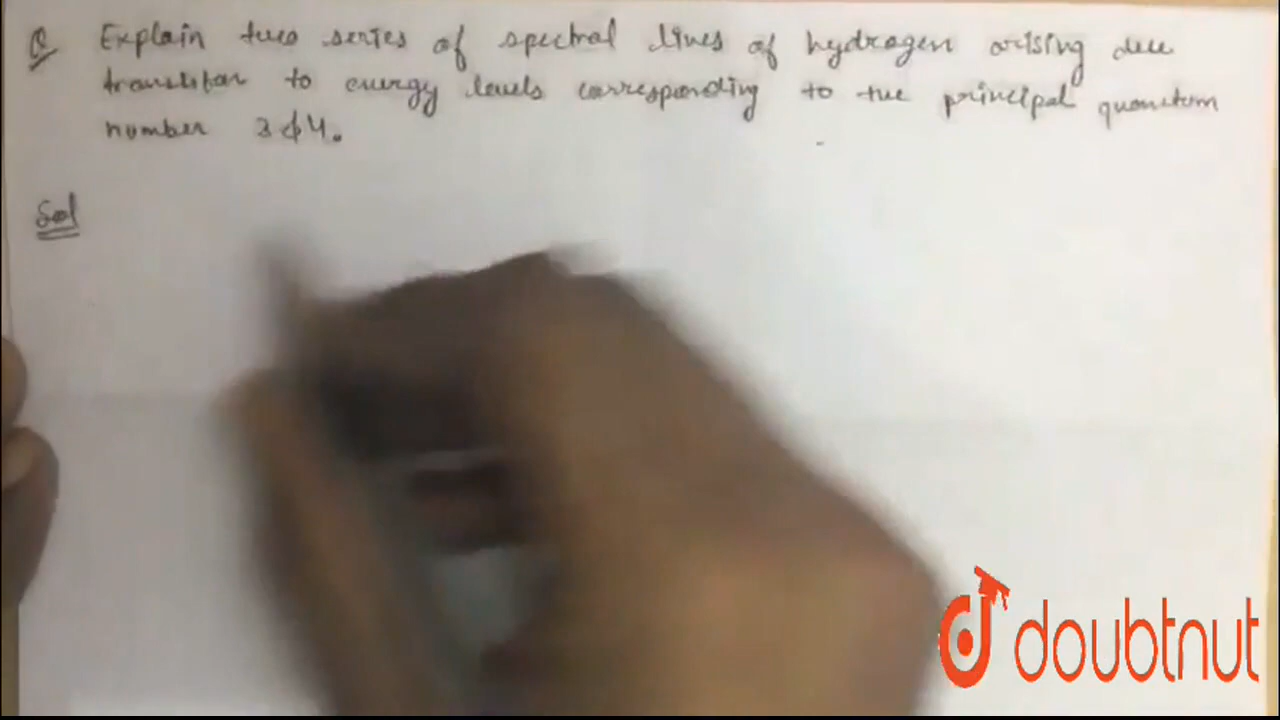 Q Explain two series of spectral lines of hydrogen arising due
to energy levels corresponding to the principal quantum
number 3 & 4.
Sol
doubtnut